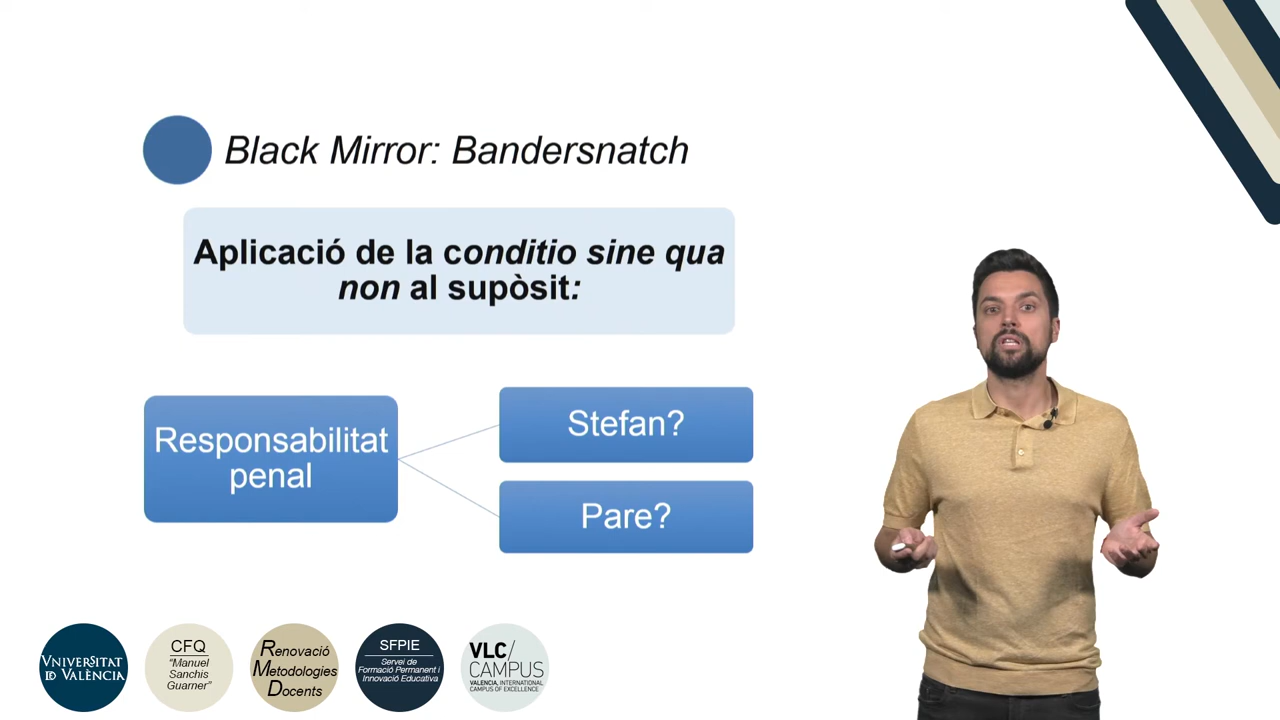 Black Mirror: Bandersnatch
Aplicació de la conditio sine qua
non al supòsit:
Responsabilitat
penal
Stefan?
Pare?
VNIVERSITAT
ID VALÈNCIA
CFQ
"Manuel
Sanchis
Guarner"
Renovació
Metodologies
Docents
SFPIE
Servei de
Formació Permanent i
Innovació Educativa
VLC/
CAMPUS
VALENCIA, INTERNATIONAL
CAMPUS OF EXCELLENCE